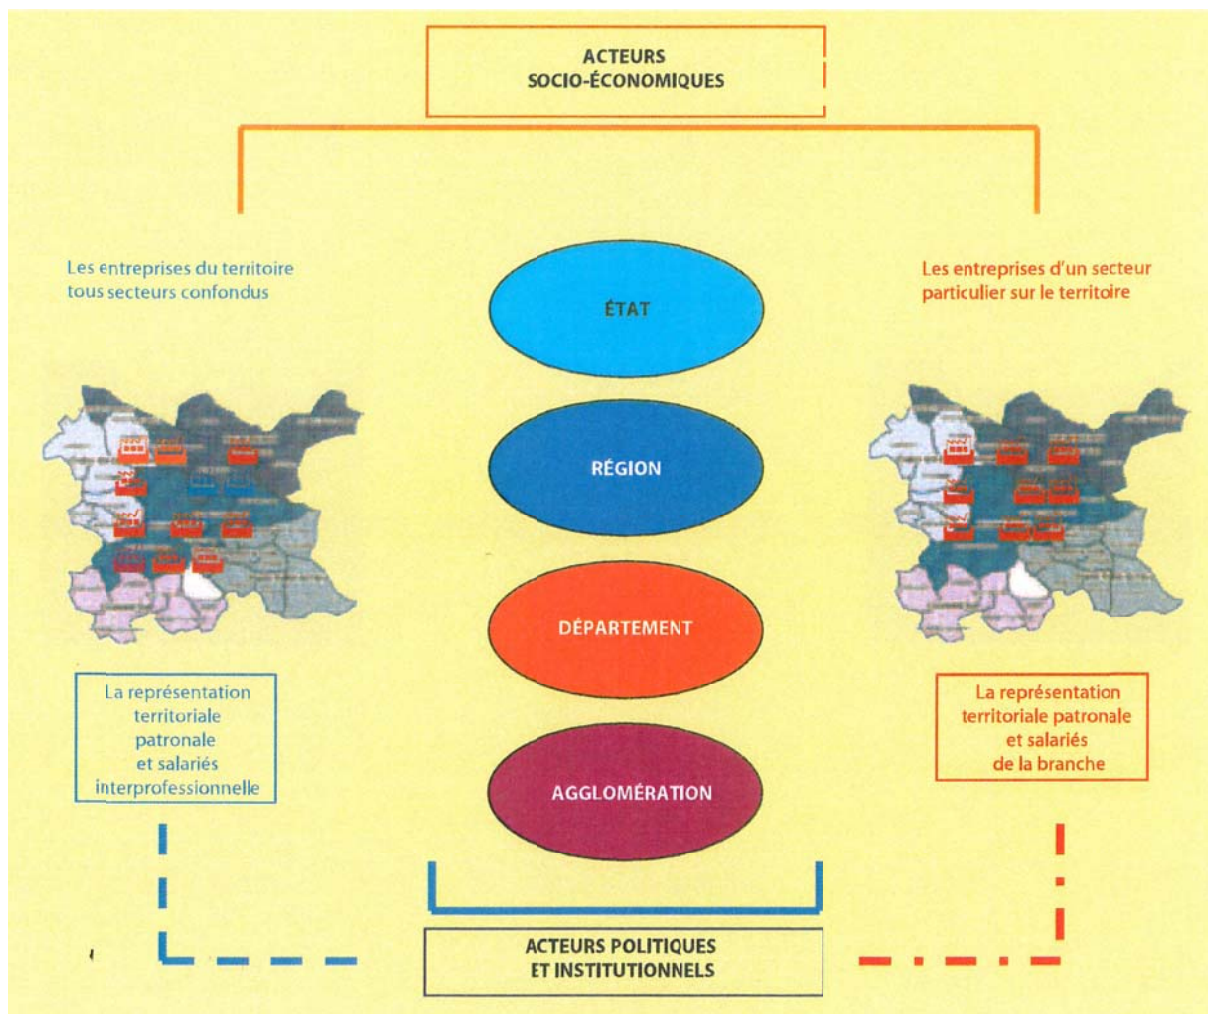 ACTEURS
SOCIO-ÉCONOMIQUES
Les entreprises du territoire
tous secteurs confondus
Les entreprises d'un secteur
particulier sur le territoire
ÉTAT
RÉGION
DÉPARTEMENT
AGGLOMÉRATION
La représentation
territoriale
patronale
et salariés
interprofessionnelle
La représentation
territoriale patronale
et salariés
de la branche
ACTEURS POLITIQUES
ET INSTITUTIONNELS